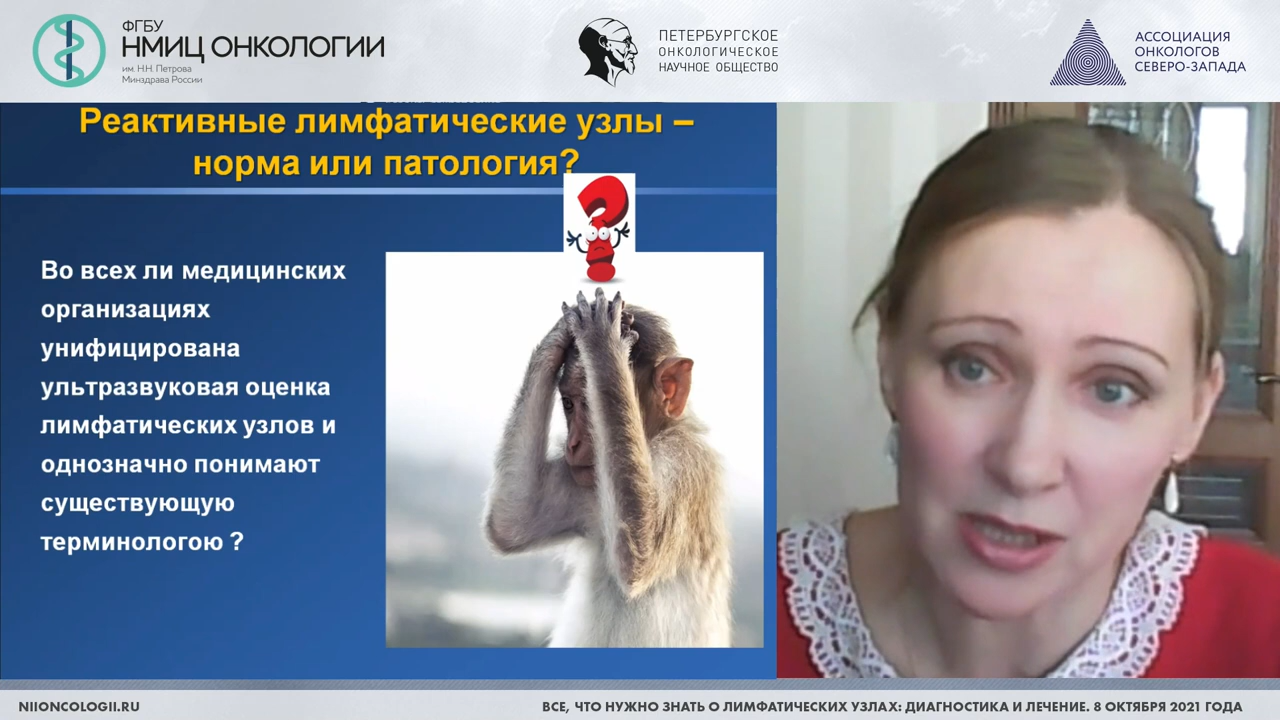 ФГБУ
НМИЦ ОНКОЛОГИИ
им. Н.Н. Петрова
Минздрава России
ПЕТЕРБУРГСКОЕ
ОНКОЛОГИЧЕСКОЕ
НАУЧНОЕ ОБЩЕСТВО
АССОЦИАЦИЯ
ОНКОЛОГОВ
СЕВЕРО-ЗАПАДА
Реактивные лимфатические узлы –
норма или патология?
Во всех ли медицинских
организациях
унифицирована
ультразвуковая оценка
лимфатических узлов и
однозначно понимают
существующую
терминологою ?
NIIONCOLOGII.RU
ВСЕ, ЧТО НУЖНО ЗНАТЬ О ЛИМФАТИЧЕСКИХ УЗЛАХ: ДИАГНОСТИКА И ЛЕЧЕНИЕ. 8 ОКТЯБРЯ 2021 ГОДА